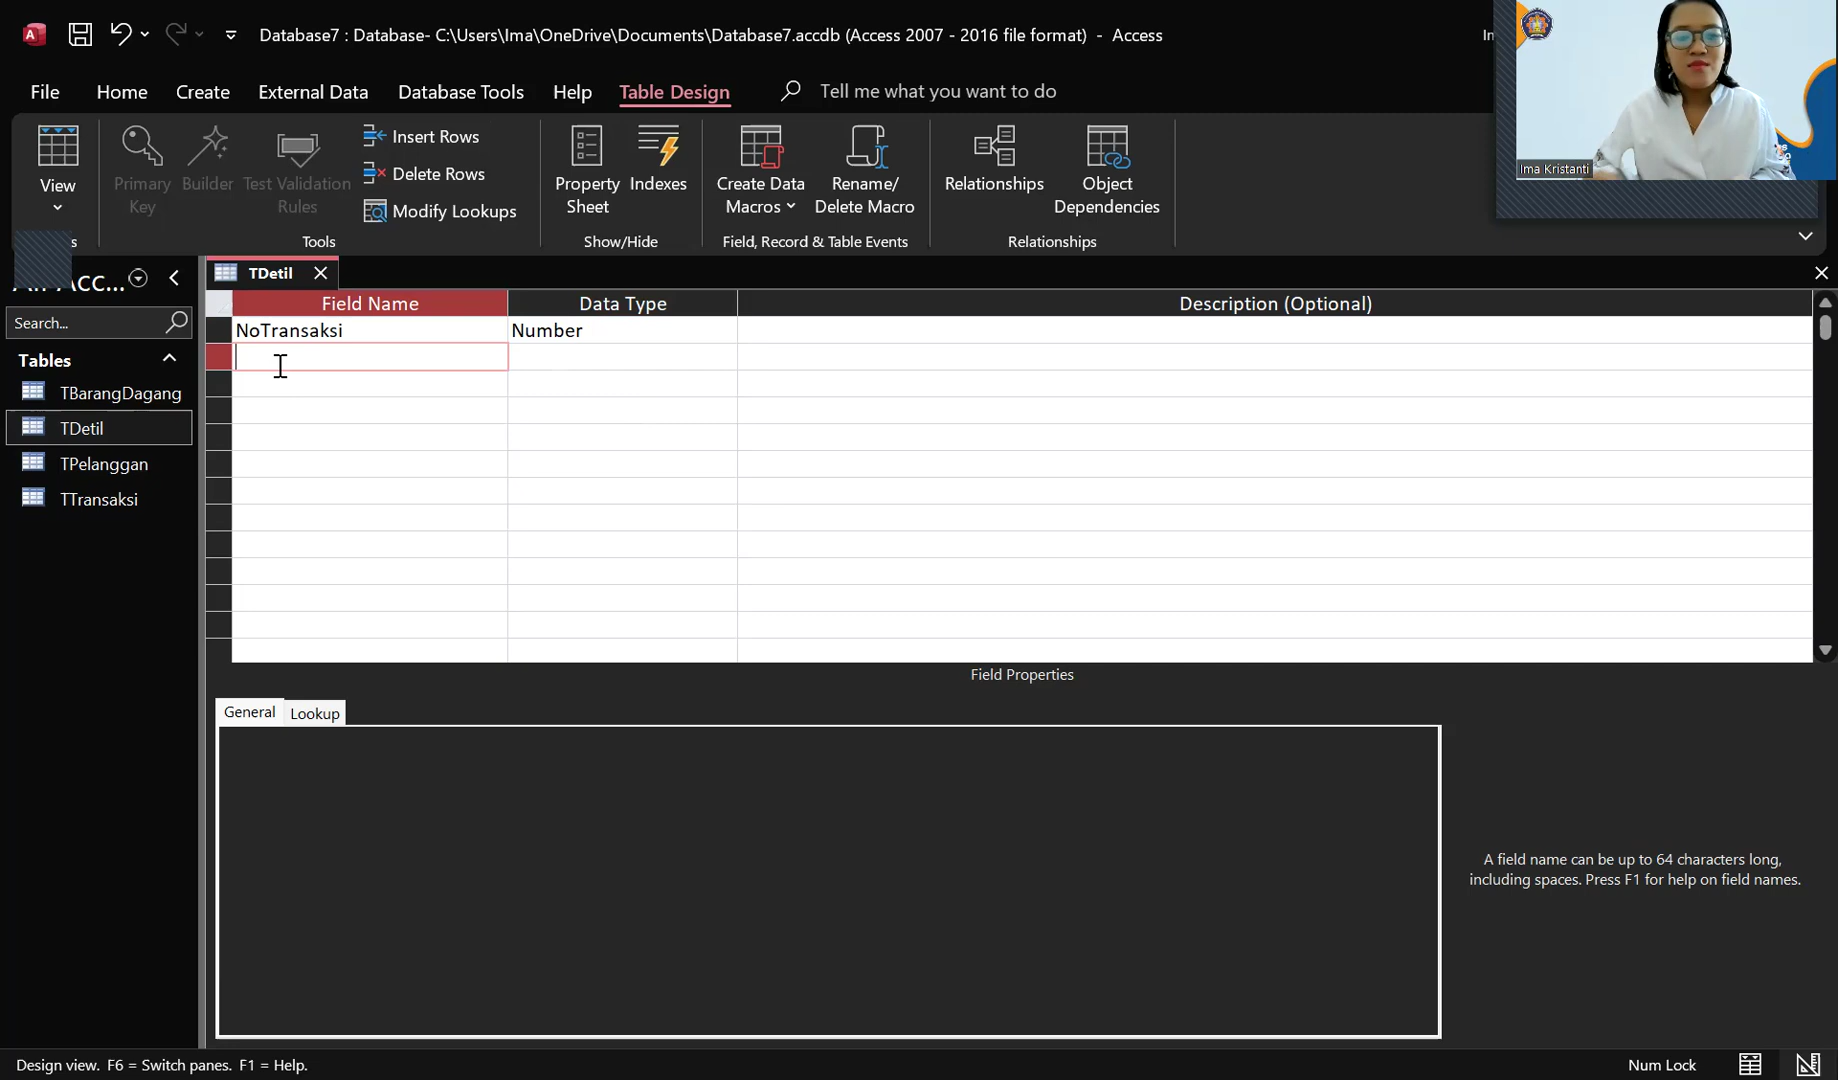 Database7 : Database- C:\Users\Ima\OneDrive\Documents\Database7.accdb (Access 2007 - 2016 file format) - Access
File
Home
Create
External Data
Database Tools
Help
Table Design
Tell me what you want to do
View
Primary
Key
Builder
Test Validation
Rules
Insert Rows
Delete Rows
Modify Lookups
Property
Sheet
Indexes
Create Data
Macros
Rename/
Delete Macro
Relationships
Object
Dependencies
Tools
Show/Hide
Field, Record & Table Events
Relationships
Ima Kristanti
Search...
Tables
TBarangDagang
TDetil
TPelanggan
TTransaksi
TDetil
Field Name
Data Type
Description (Optional)
NoTransaksi
Number
Field Properties
General
Lookup
A field name can be up to 64 characters long,
including spaces. Press F1 for help on field names.
Design view. F6 = Switch panes. F1 = Help.
Num Lock